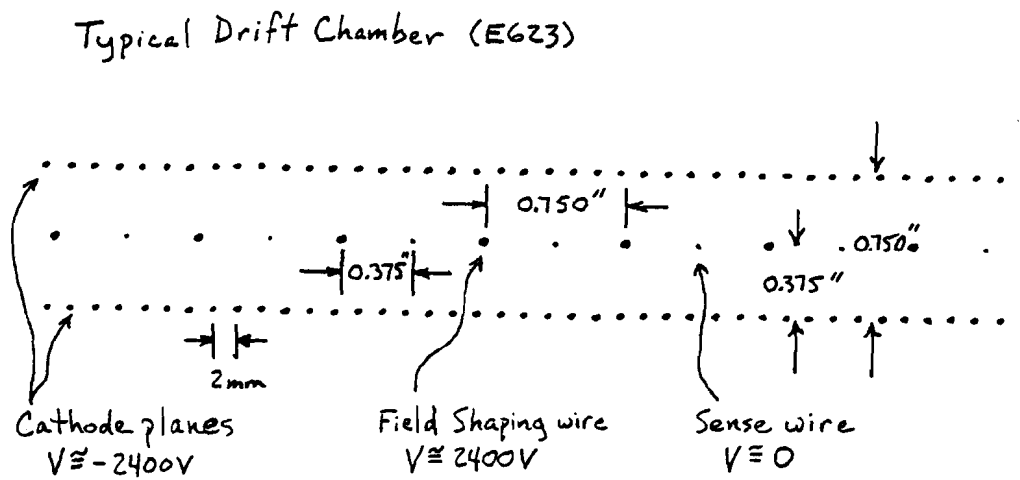 Typical Drift Chamber (E623)
0.750"
0.375"
0.750"
0.375"
2mm
Cathode planes
V≅-2400V
Field Shaping wire
V≅2400V
Sense wire
V≡0